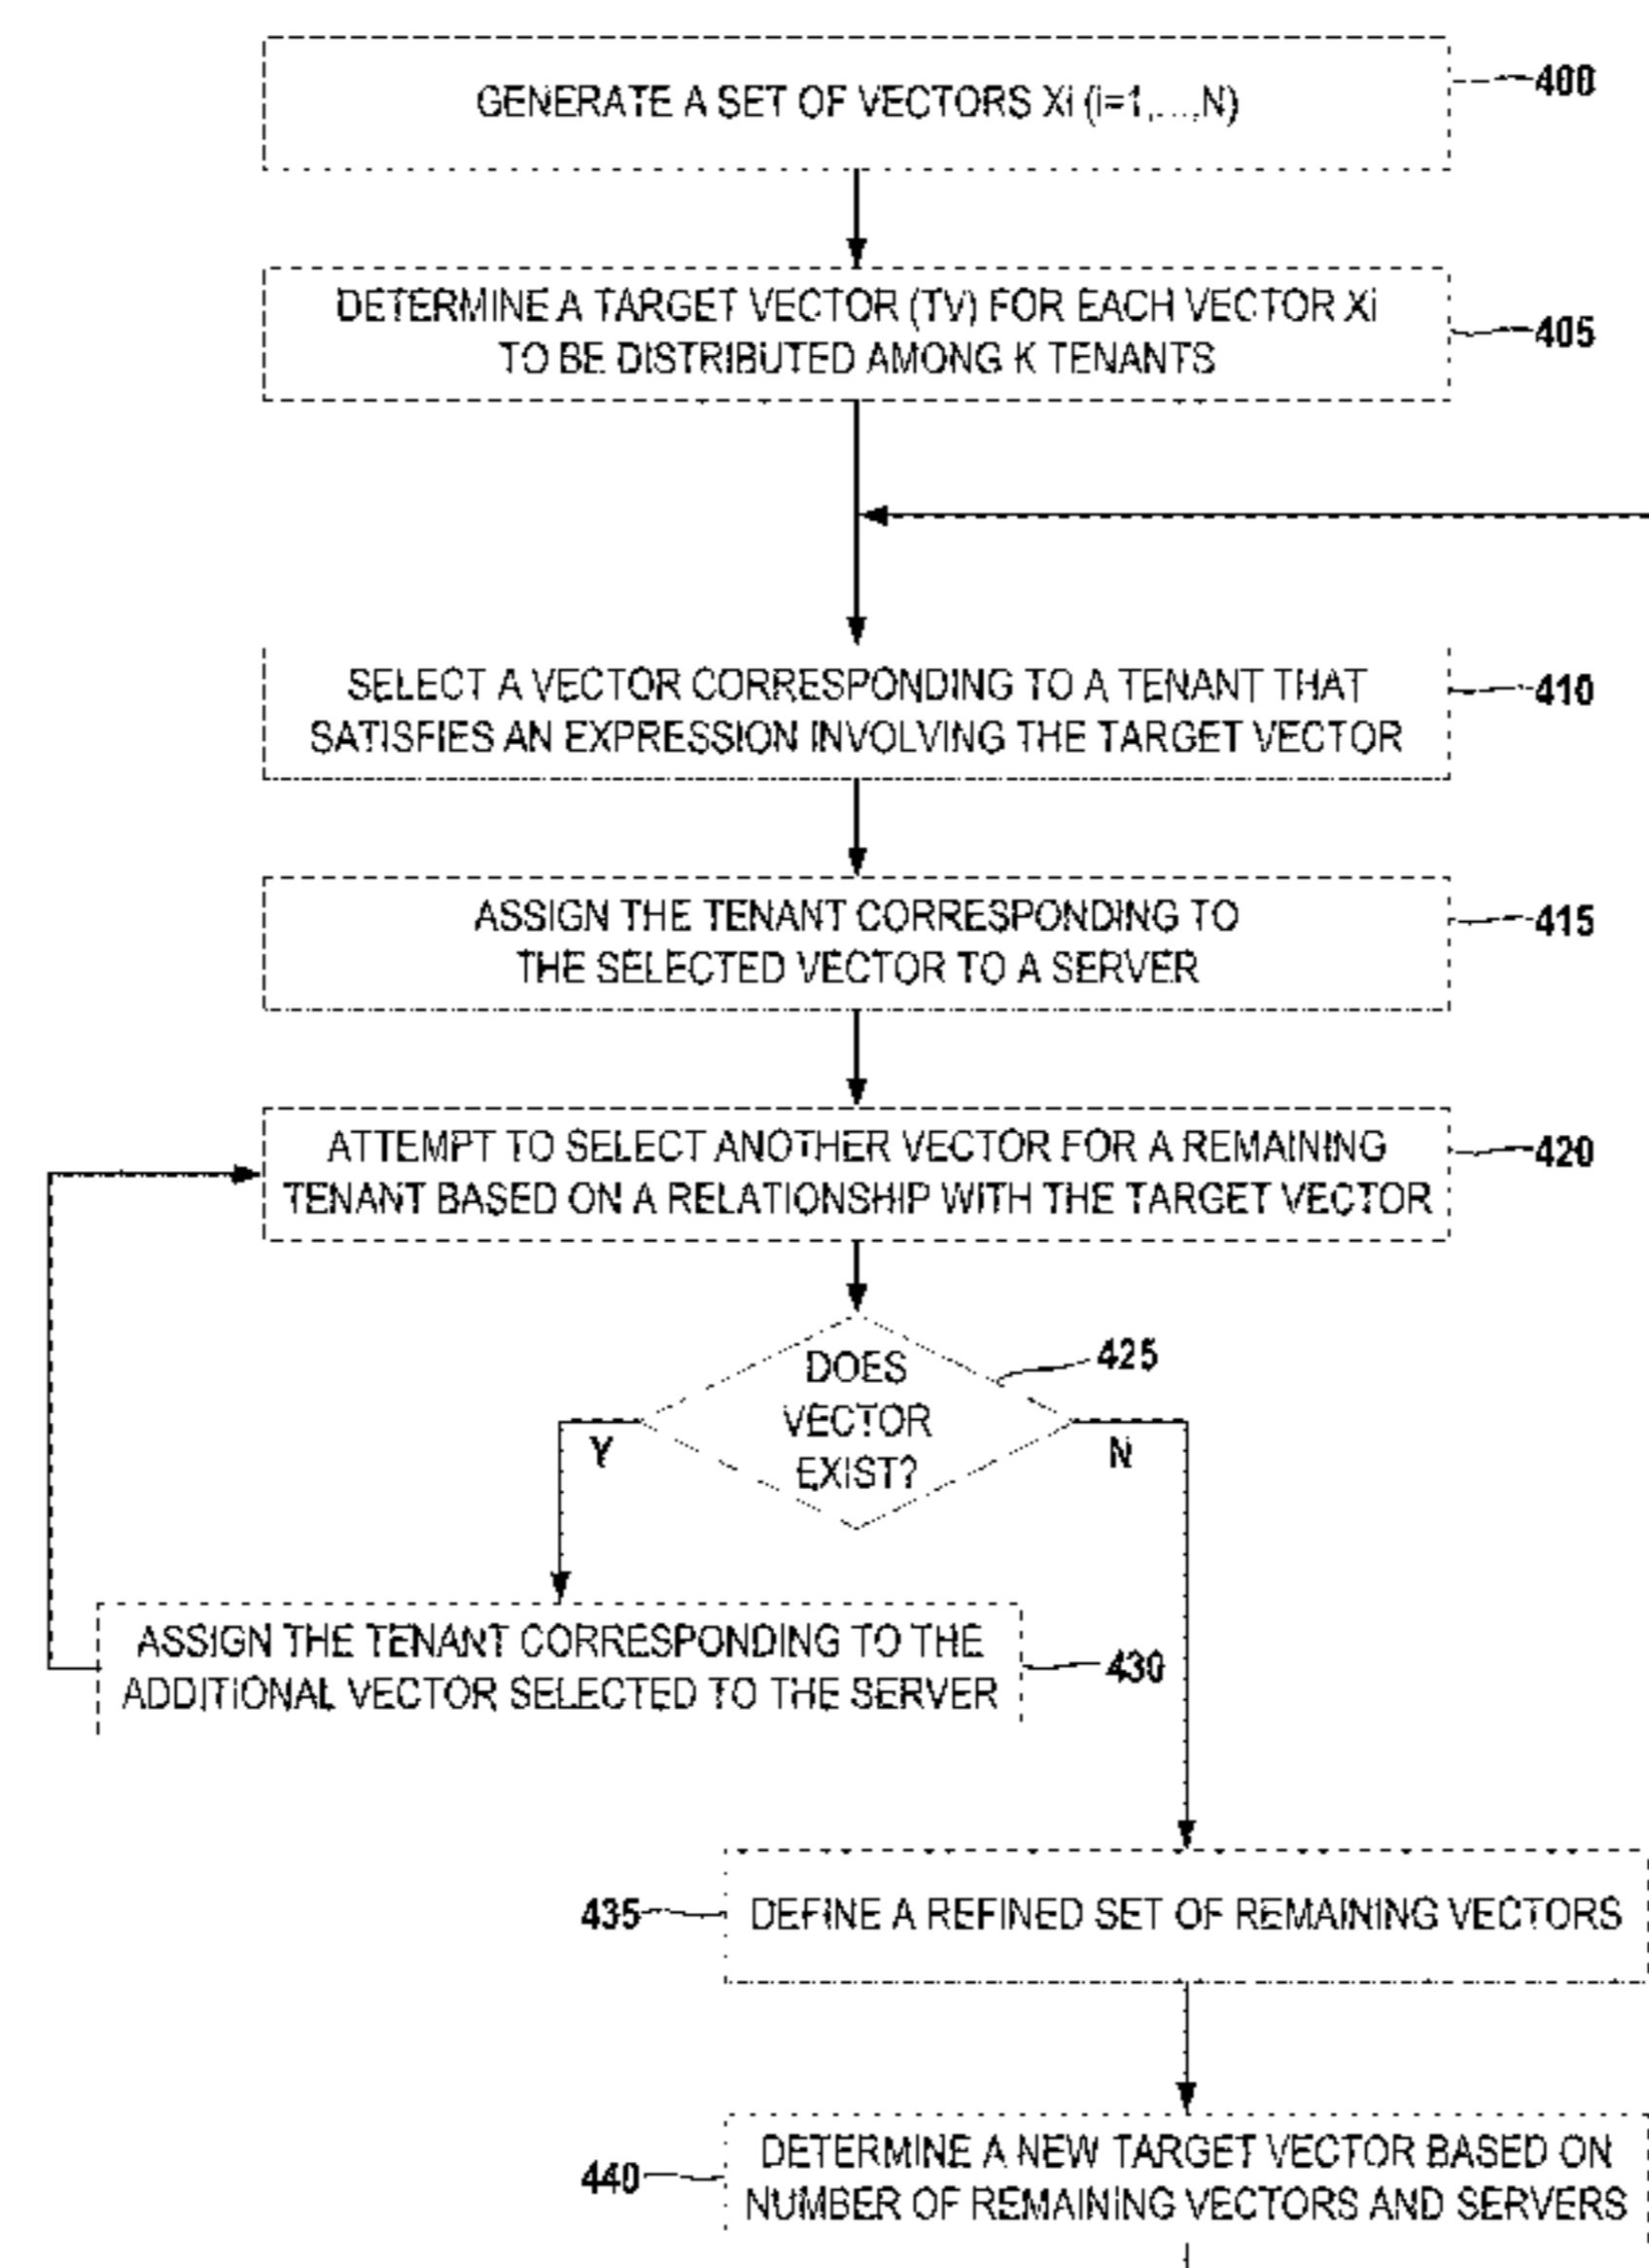 GENERATE A SET OF VECTORS Xi (i=1,...,N)
400
DETERMINE A TARGET VECTOR (TV) FOR EACH VECTOR Xi
TO BE DISTRIBUTED AMONG K TENANTS
405
SELECT A VECTOR CORRESPONDING TO A TENANT THAT
SATISFIES AN EXPRESSION INVOLVING THE TARGET VECTOR
410
ASSIGN THE TENANT CORRESPONDING TO
THE SELECTED VECTOR TO A SERVER
415
ATTEMPT TO SELECT ANOTHER VECTOR FOR A REMAINING
TENANT BASED ON A RELATIONSHIP WITH THE TARGET VECTOR
420
DOES
VECTOR
EXIST?
425
Y
N
ASSIGN THE TENANT CORRESPONDING TO THE
ADDITIONAL VECTOR SELECTED TO THE SERVER
430
435
DEFINE A REFINED SET OF REMAINING VECTORS
440
DETERMINE A NEW TARGET VECTOR BASED ON
NUMBER OF REMAINING VECTORS AND SERVERS